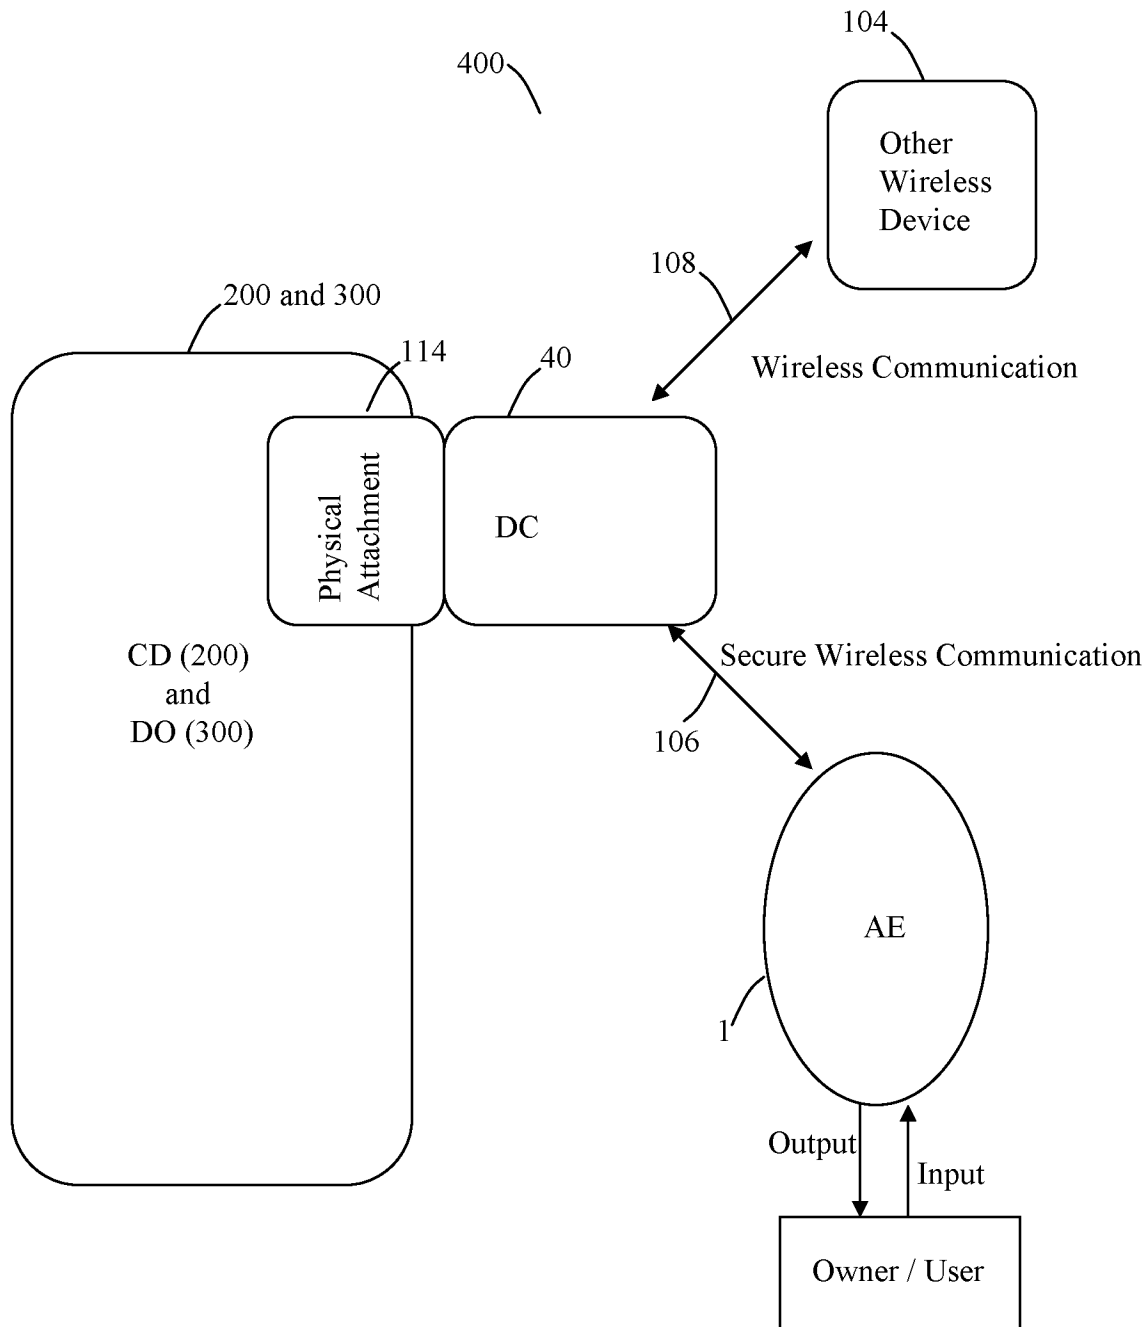 104
400
Other
Wireless
Device
108
200 and 300
114
40
Wireless Communication
Physical
Attachment
DC
CD (200)
and
DO (300)
Secure Wireless Communication
106
AE
1
Output
Input
Owner / User